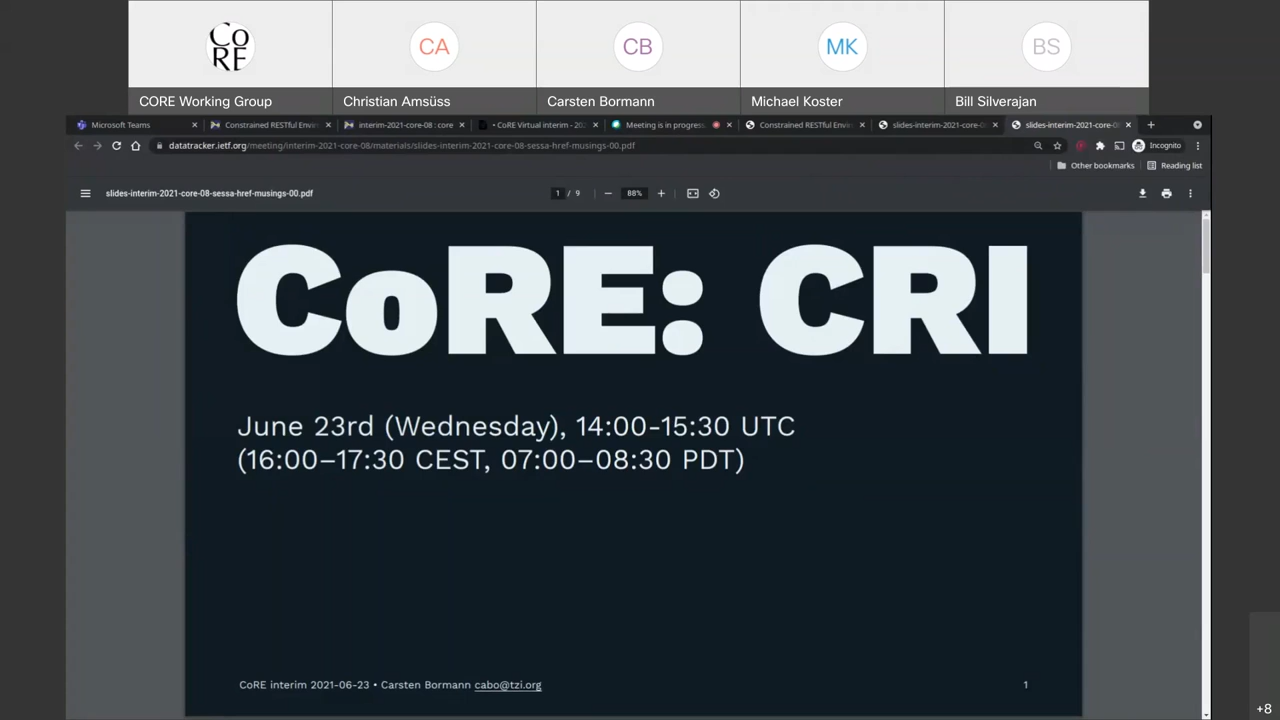 Co
RE
CA
CB
MK
BS
CORE Working Group
Christian Amsüss
Carsten Bormann
Michael Koster
Bill Silverajan
Microsoft Teams
Constrained RESTful Envir
interim-2021-core-08 : core
• CoRE Virtual interim - 202
Meeting is in progress
Constrained RESTful Enviro
slides-interim-2021-core-0
slides-interim-2021-core-0
datatracker.ietf.org/meeting/interim-2021-core-08/materials/slides-interim-2021-core-08-sessa-href-musings-00.pdf
Incognito
Other bookmarks
Reading list
slides-interim-2021-core-08-sessa-href-musings-00.pdf
1 / 9
88%
CoRE: CRI
June 23rd (Wednesday), 14:00-15:30 UTC
(16:00–17:30 CEST, 07:00–08:30 PDT)
CoRE interim 2021-06-23 • Carsten Bormann cabo@tzi.org
1
+8